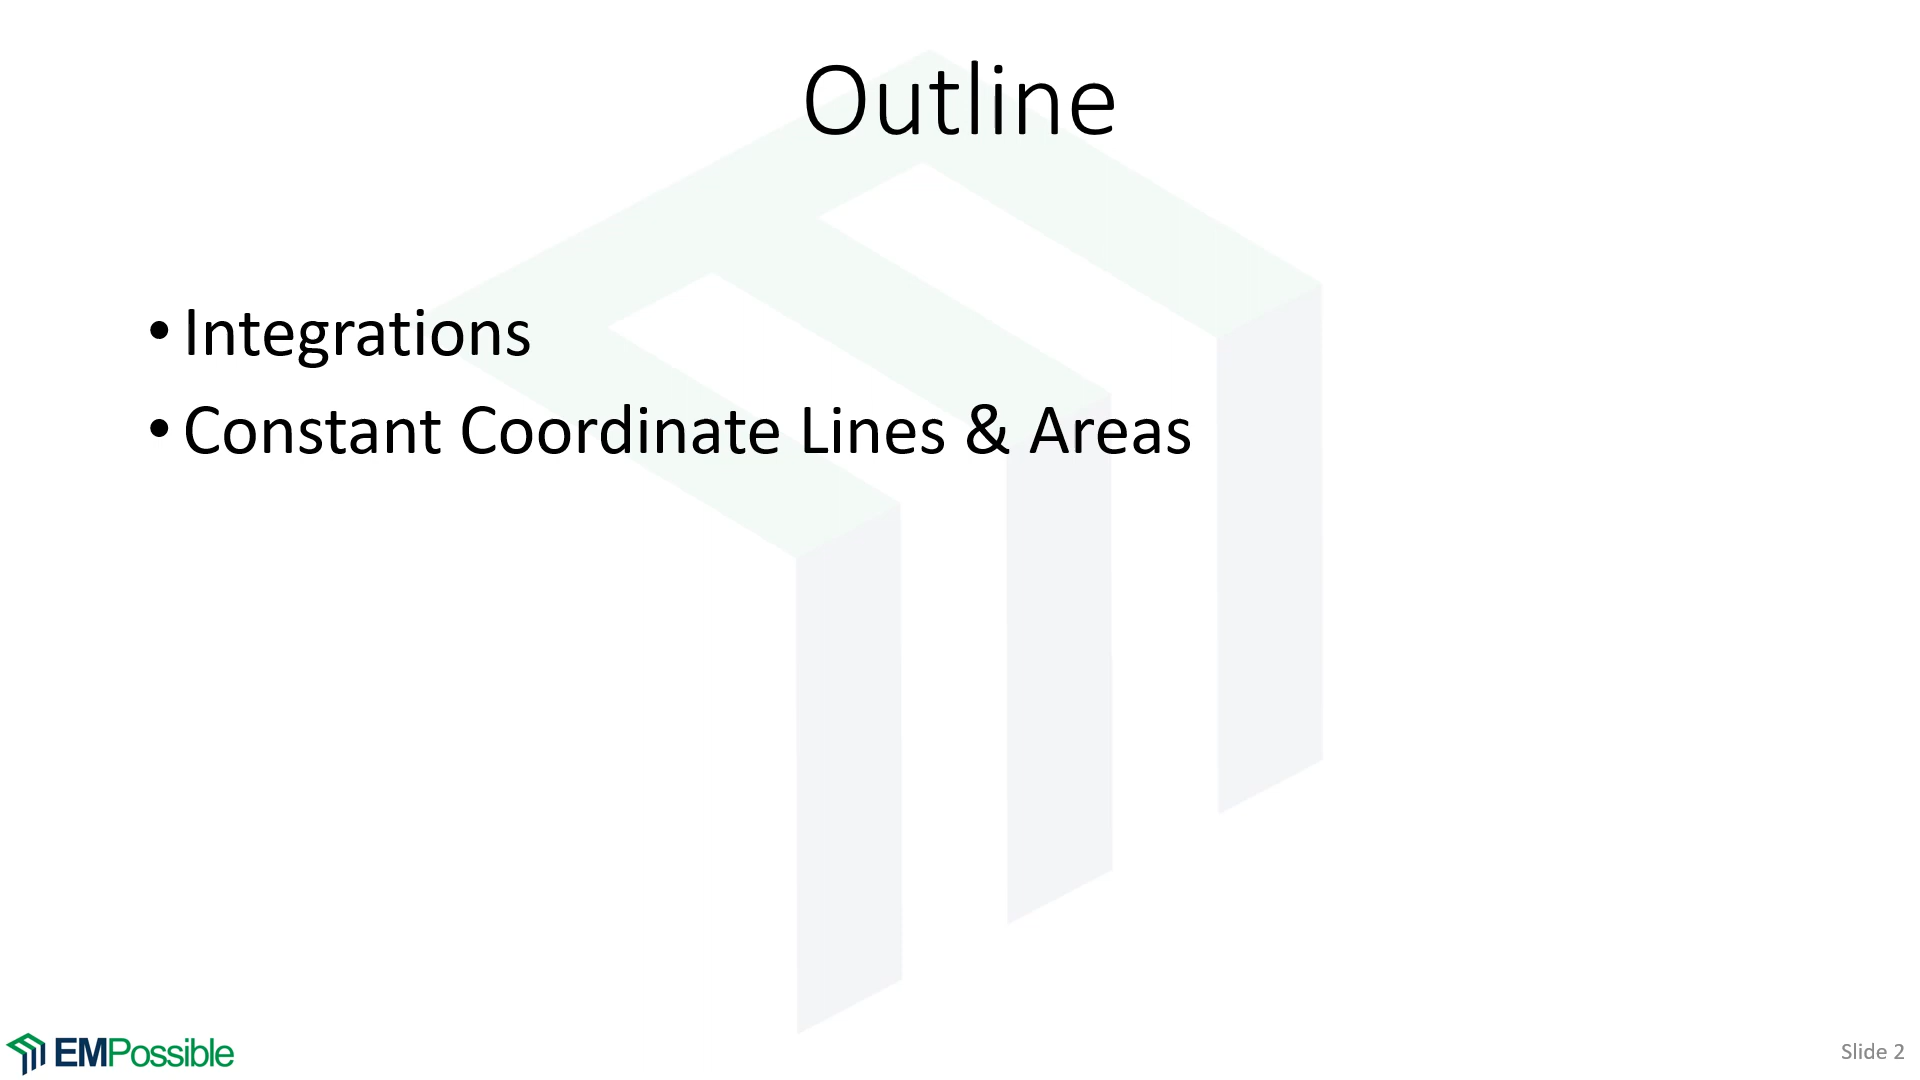 Outline
• Integrations
• Constant Coordinate Lines & Areas
EMPossible
Slide 2